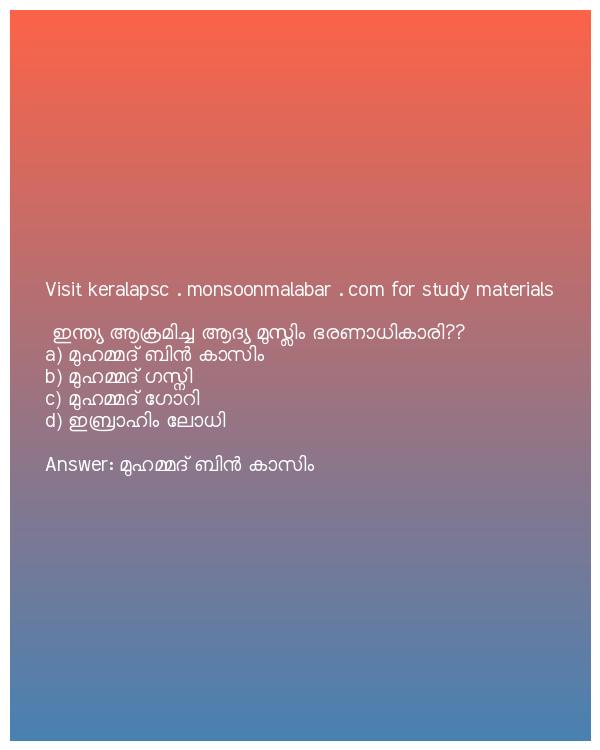 Visit keralapsc . monsoonmalabar . com for study materials
ഇന്ത്യ ആക്രമിച്ച ആദ്യ മുസ്ലിം ഭരണാധികാരി??
a) മുഹമ്മദ് ബിൻ കാസിം
b) മുഹമ്മദ് ഗസ്നി
c) മുഹമ്മദ് ഗോറി
d) ഇബ്രാഹിം ലോധി
Answer: മുഹമ്മദ് ബിൻ കാസിം